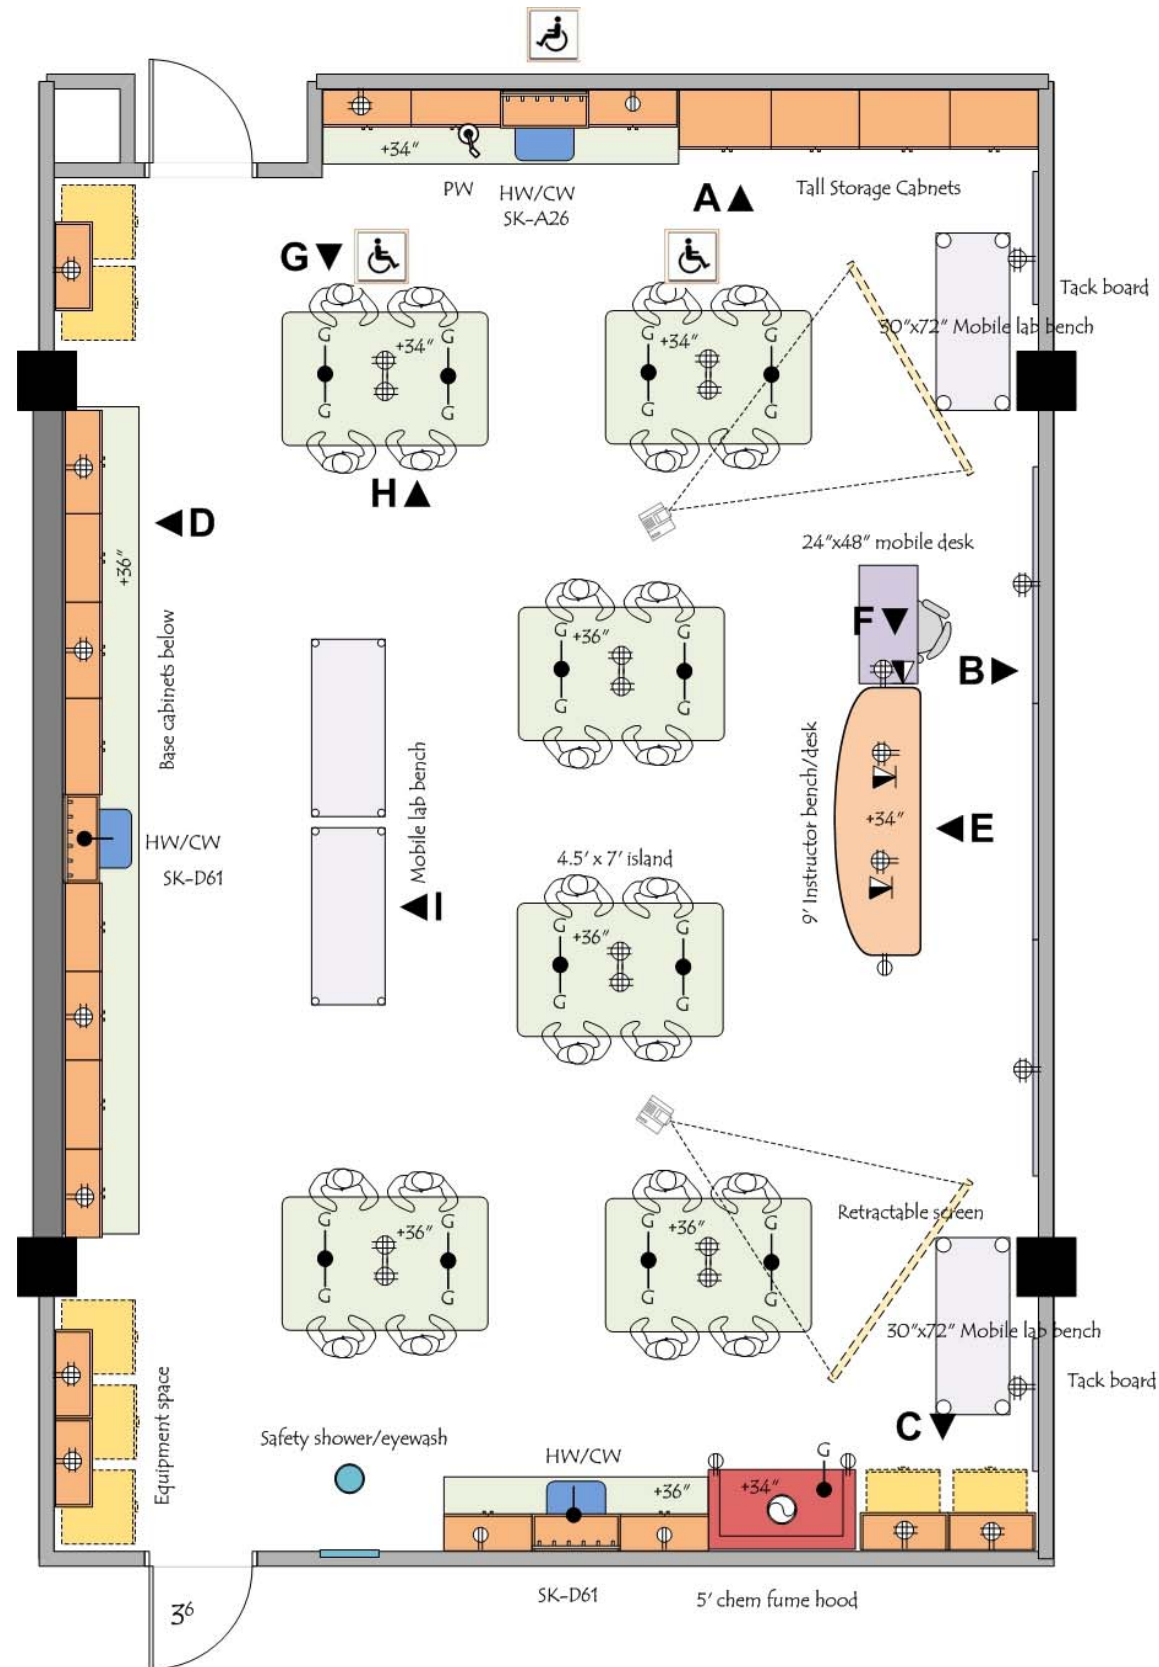 +34"
PW
HW/CW
SK-A26
A
Tall Storage Cabnets
G
Tack board
30"x72" Mobile lab bench
G
G
+34"
G
G
G
G
+34"
G
G
H
D
24"x48" mobile desk
+36"
Base cabinets below
F
B
G
G
+36"
G
G
9' Instructor bench/desk
+34"
E
Mobile lab bench
HW/CW
SK-D61
I
4.5' x 7' island
G
G
+36"
G
G
Retractable screen
G
G
+36"
G
G
G
G
+36"
G
G
30"x72" Mobile lab bench
Tack board
C
Equipment space
Safety shower/eyewash
HW/CW
+36"
G
+34"
SK-D61
5' chem fume hood
3⁶